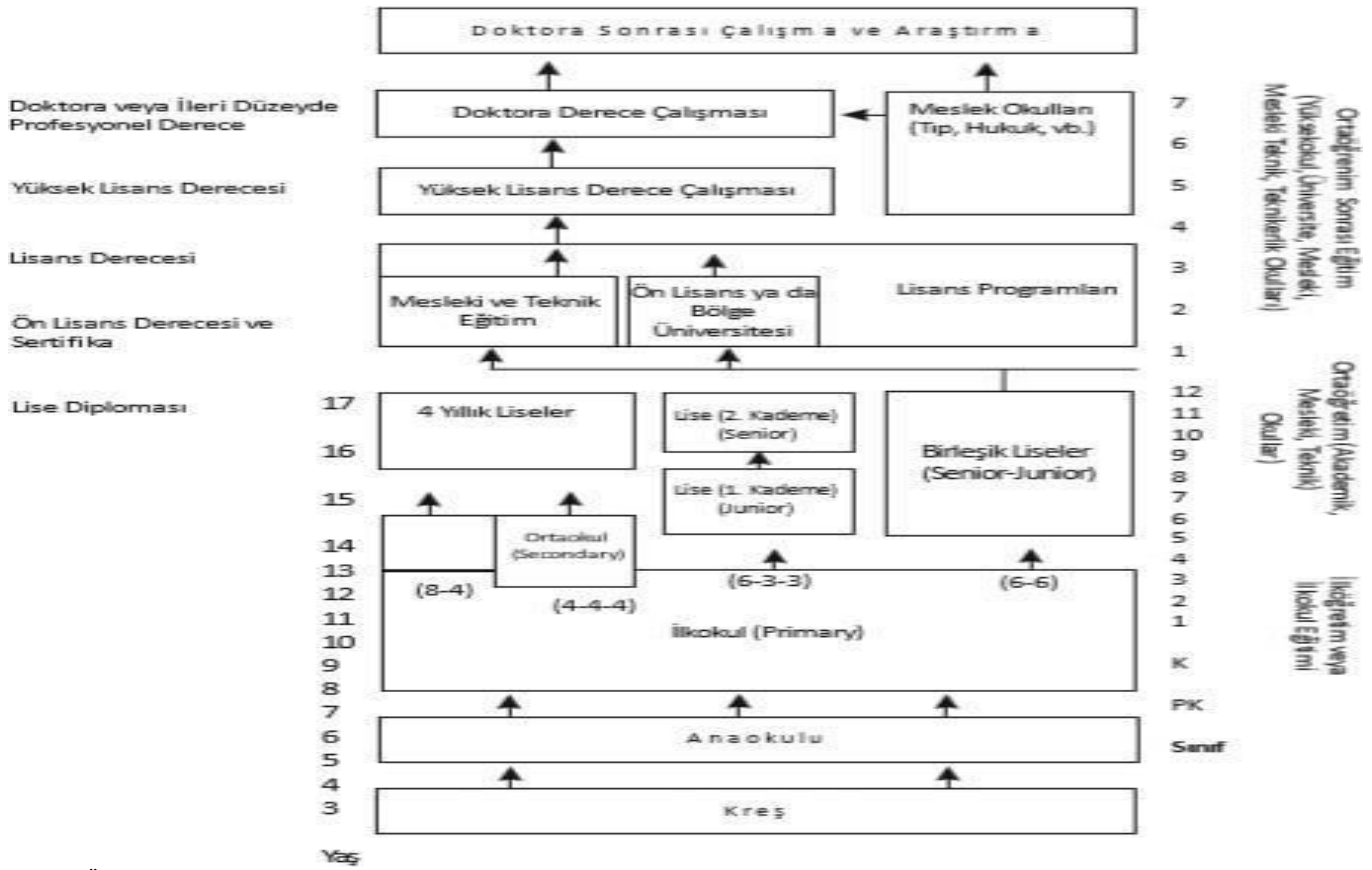 Doktora Sonrası Çalışma ve Araştırma
Doktora veya İleri Düzeyde
Profesyonel Derece
Doktora Derece Çalışması
Meslek Okulları
(Tıp, Hukuk, vb.)
Yüksek Lisans Derecesi
Yüksek Lisans Derece Çalışması
Lisans Derecesi
Ön Lisans Derecesi ve
Sertifika
Mesleki ve Teknik
Eğitim
Ön Lisans ya da
Bölge
Üniversitesi
Lisans Programları
7
6
5
4
3
2
1
Ortaöğrenim Sonrası Eğitim
(Yüksekokul, Üniversite, Mesleki,
Mesleki Teknik, Teknikerlik Okulları)
Lise Diploması
17
16
15
14
13
12
11
10
9
8
7
6
5
4
3
Yaş
4 Yıllık Liseler
Lise (2. Kademe)
(Senior)
Lise (1. Kademe)
(Junior)
Birleşik Liseler
(Senior-Junior)
Ortaokul
(Secondary)
(8-4)
(4-4-4)
(6-3-3)
(6-6)
İlkokul (Primary)
Anaokulu
Kreş
12
11
10
9
8
7
6
5
4
3
2
1
K
PK
Sınıf
Ortaöğretim (Akademik,
Mesleki, Teknik)
Okullar)
İlköğretim veya
İlkokul Eğitimi